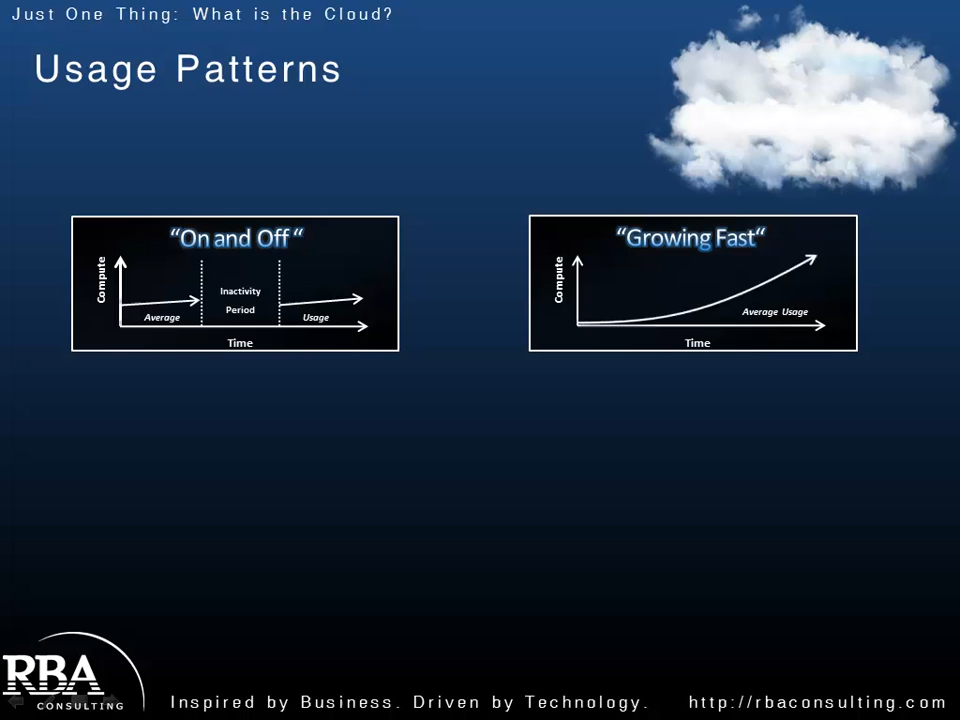 Just One Thing: What is the Cloud?
Usage Patterns
“On and Off “
Compute
Inactivity
Period
Average
Usage
Time
“Growing Fast“
Compute
Average Usage
Time
RBA
CONSULTING
Inspired by Business. Driven by Technology.
http://rbaconsulting.com